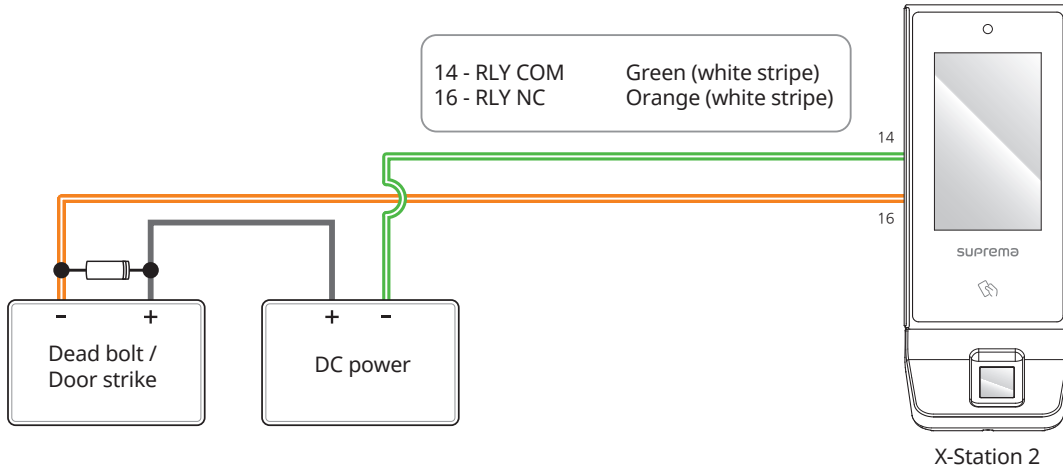 14 - RLY COM Green (white stripe)
16 - RLY NC Orange (white stripe)
14
16
suprema
- +
Dead bolt /
Door strike
+ -
DC power
X-Station 2